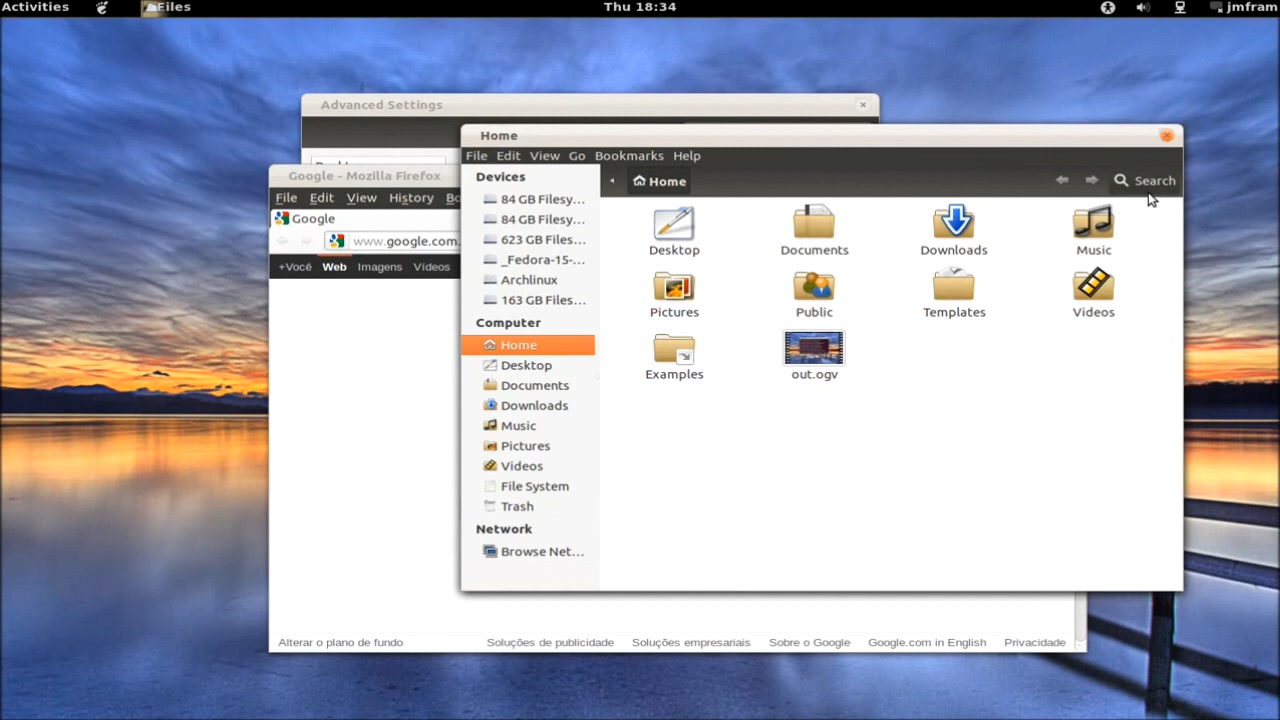 Activities Files Thu 18:34 jmfram
Advanced Settings
Home
File Edit View Go Bookmarks Help
Home Search
Devices
84 GB Filesy...
84 GB Filesy...
623 GB Files...
_Fedora-15-...
Archlinux
163 GB Files...
Computer
Home
Desktop
Documents
Downloads
Music
Pictures
Videos
File System
Trash
Network
Browse Net...
Desktop Documents Downloads Music
Pictures Public Templates Videos
Examples out.ogv
Google - Mozilla Firefox
File Edit View History Bo
Google
www.google.com.
+Você Web Imagens Vídeos
Alterar o plano de fundo Soluções de publicidade Soluções empresariais Sobre o Google Google.com in English Privacidade